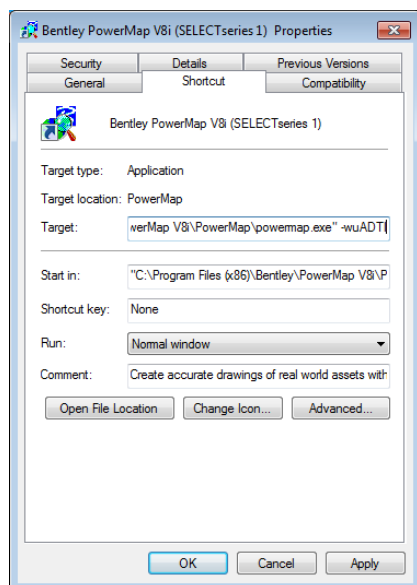 Bentley PowerMap V8i (SELECTseries 1) Properties
Security Details Previous Versions
General Shortcut Compatibility
Bentley PowerMap V8i (SELECTseries 1)
Target type: Application
Target location: PowerMap
Target: werMap V8i\PowerMap\powermap.exe" -wuADTI
Start in: "C:\Program Files (x86)\Bentley\PowerMap V8i\P
Shortcut key: None
Run: Normal window
Comment: Create accurate drawings of real world assets with
Open File Location Change Icon... Advanced...
OK Cancel Apply